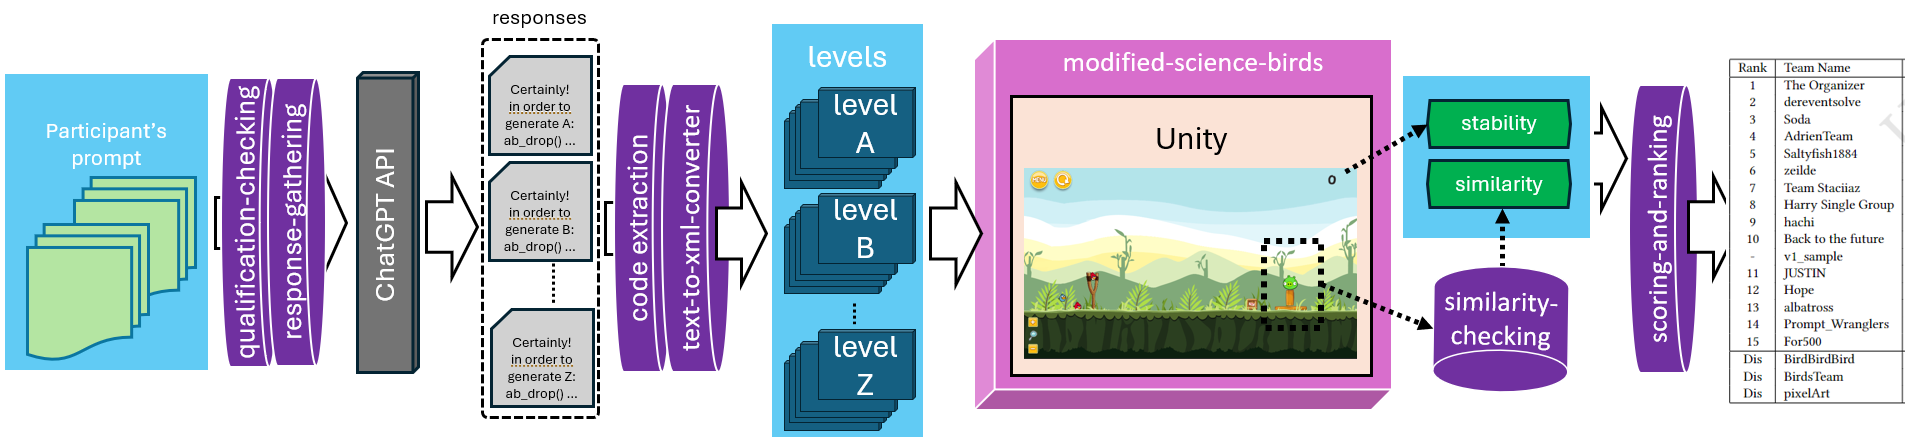 Participant's
prompt
qualification-checking
response-gathering
ChatGPT API
responses
Certainly!
in order to
generate A:
ab_drop() ...
Certainly!
in order to
generate B:
ab_drop() ...
Certainly!
in order to
generate Z:
ab_drop() ...
code extraction
text-to-xml-converter
levels
level
A
level
B
level
Z
modified-science-birds
Unity
MENU
0
stability
similarity
similarity-
checking
scoring-and-ranking
Rank Team Name
1 The Organizer
2 dereventsolve
3 Soda
4 AdrienTeam
5 Saltyfish1884
6 zeilde
7 Team Staciiaz
8 Harry Single Group
9 hachi
10 Back to the future
- v1_sample
11 JUSTIN
12 Hope
13 albatross
14 Prompt_Wranglers
15 For500
Dis BirdBirdBird
Dis BirdsTeam
Dis pixelArt